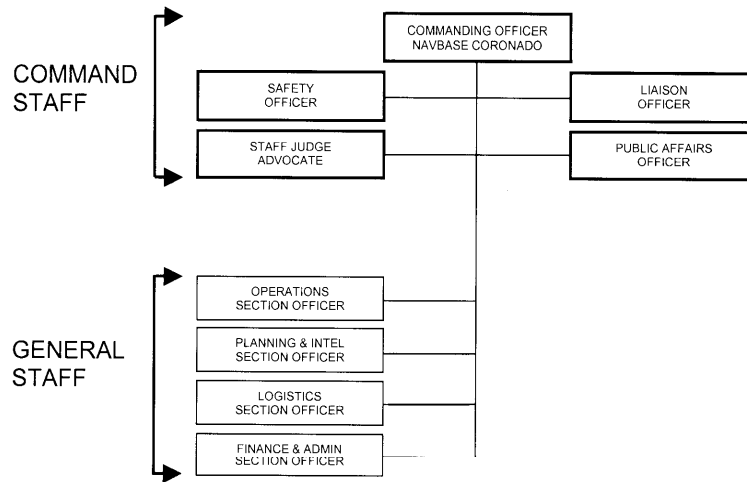 COMMANDING OFFICER
NAVBASE CORONADO
COMMAND
STAFF
SAFETY
OFFICER
LIAISON
OFFICER
STAFF JUDGE
ADVOCATE
PUBLIC AFFAIRS
OFFICER
GENERAL
STAFF
OPERATIONS
SECTION OFFICER
PLANNING & INTEL
SECTION OFFICER
LOGISTICS
SECTION OFFICER
FINANCE & ADMIN
SECTION OFFICER